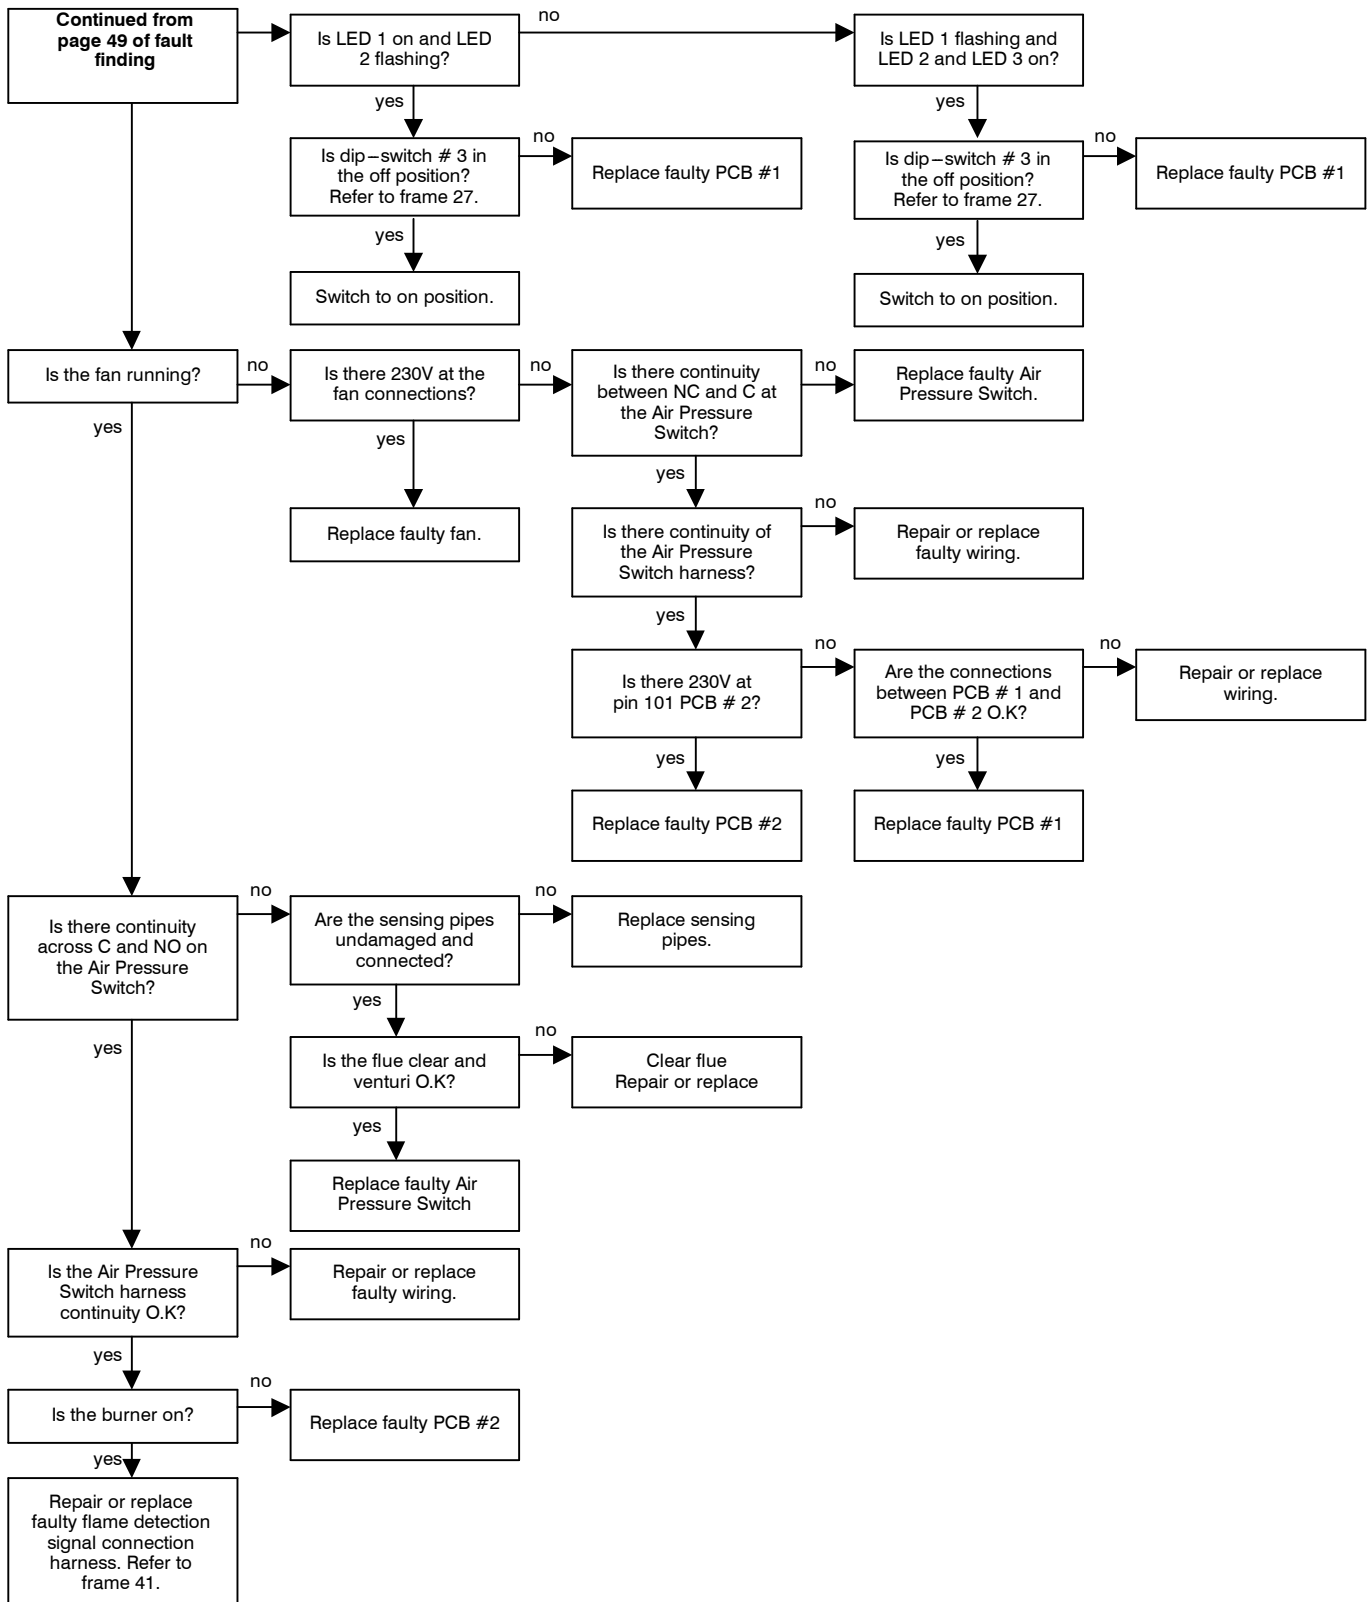 Continued from
page 49 of fault
finding
Is LED 1 on and LED
2 flashing?
no
Is LED 1 flashing and
LED 2 and LED 3 on?
yes
yes
Is dip-switch # 3 in
the off position?
Refer to frame 27.
no
Replace faulty PCB #1
Is dip-switch # 3 in
the off position?
Refer to frame 27.
no
Replace faulty PCB #1
yes
yes
Switch to on position.
Switch to on position.
Is the fan running?
no
Is there 230V at the
fan connections?
no
Is there continuity
between NC and C at
the Air Pressure
Switch?
no
Replace faulty Air
Pressure Switch.
yes
yes
yes
Replace faulty fan.
Is there continuity of
the Air Pressure
Switch harness?
no
Repair or replace
faulty wiring.
yes
Is there 230V at
pin 101 PCB # 2?
no
Are the connections
between PCB # 1 and
PCB # 2 O.K?
no
Repair or replace
wiring.
yes
yes
Replace faulty PCB #2
Replace faulty PCB #1
Is there continuity
across C and NO on
the Air Pressure
Switch?
no
Are the sensing pipes
undamaged and
connected?
no
Replace sensing
pipes.
yes
yes
Is the flue clear and
venturi O.K?
no
Clear flue
Repair or replace
yes
Replace faulty Air
Pressure Switch
Is the Air Pressure
Switch harness
continuity O.K?
no
Repair or replace
faulty wiring.
yes
Is the burner on?
no
Replace faulty PCB #2
yes
Repair or replace
faulty flame detection
signal connection
harness. Refer to
frame 41.